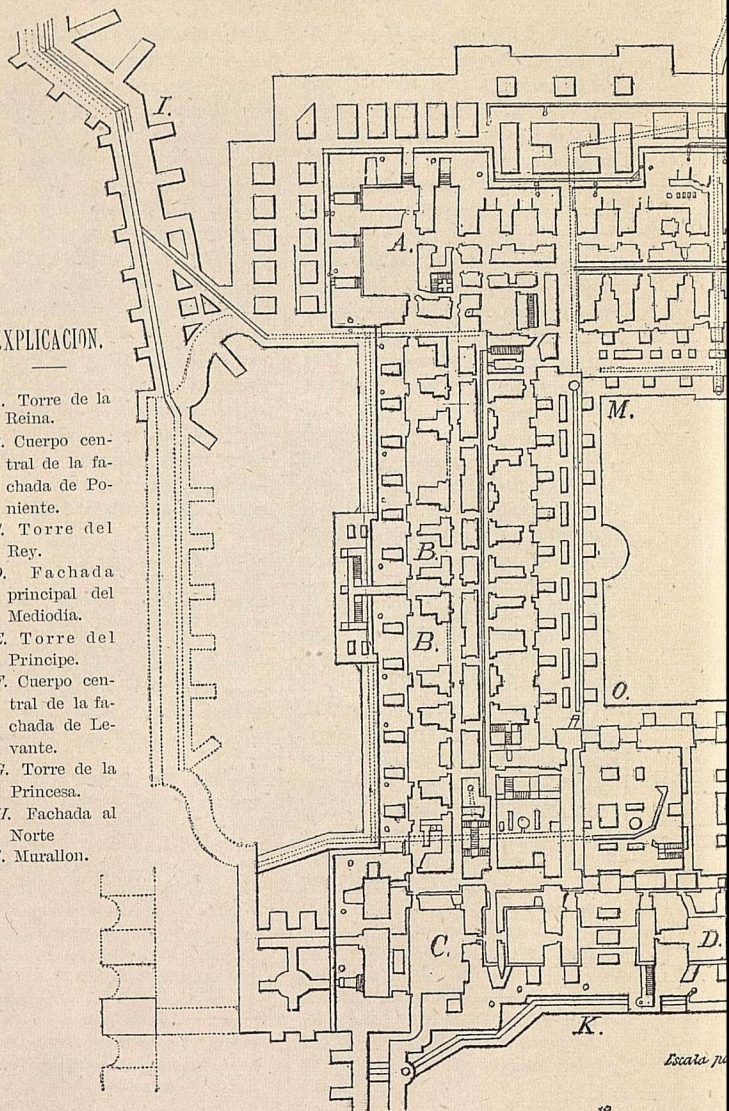 EXPLICACION.
. Torre de la
Reina.
. Cuerpo cen-
tral de la fa-
chada de Po-
niente.
. Torre del
Rey.
. Fachada
principal del
Mediodía.
E. Torre del
Príncipe.
F. Cuerpo cen-
tral de la fa-
chada de Le-
vante.
G. Torre de la
Princesa.
H. Fachada al
Norte
. Murallon.
I.
A.
M.
B.
B.
O.
C.
D.
K.
Escala